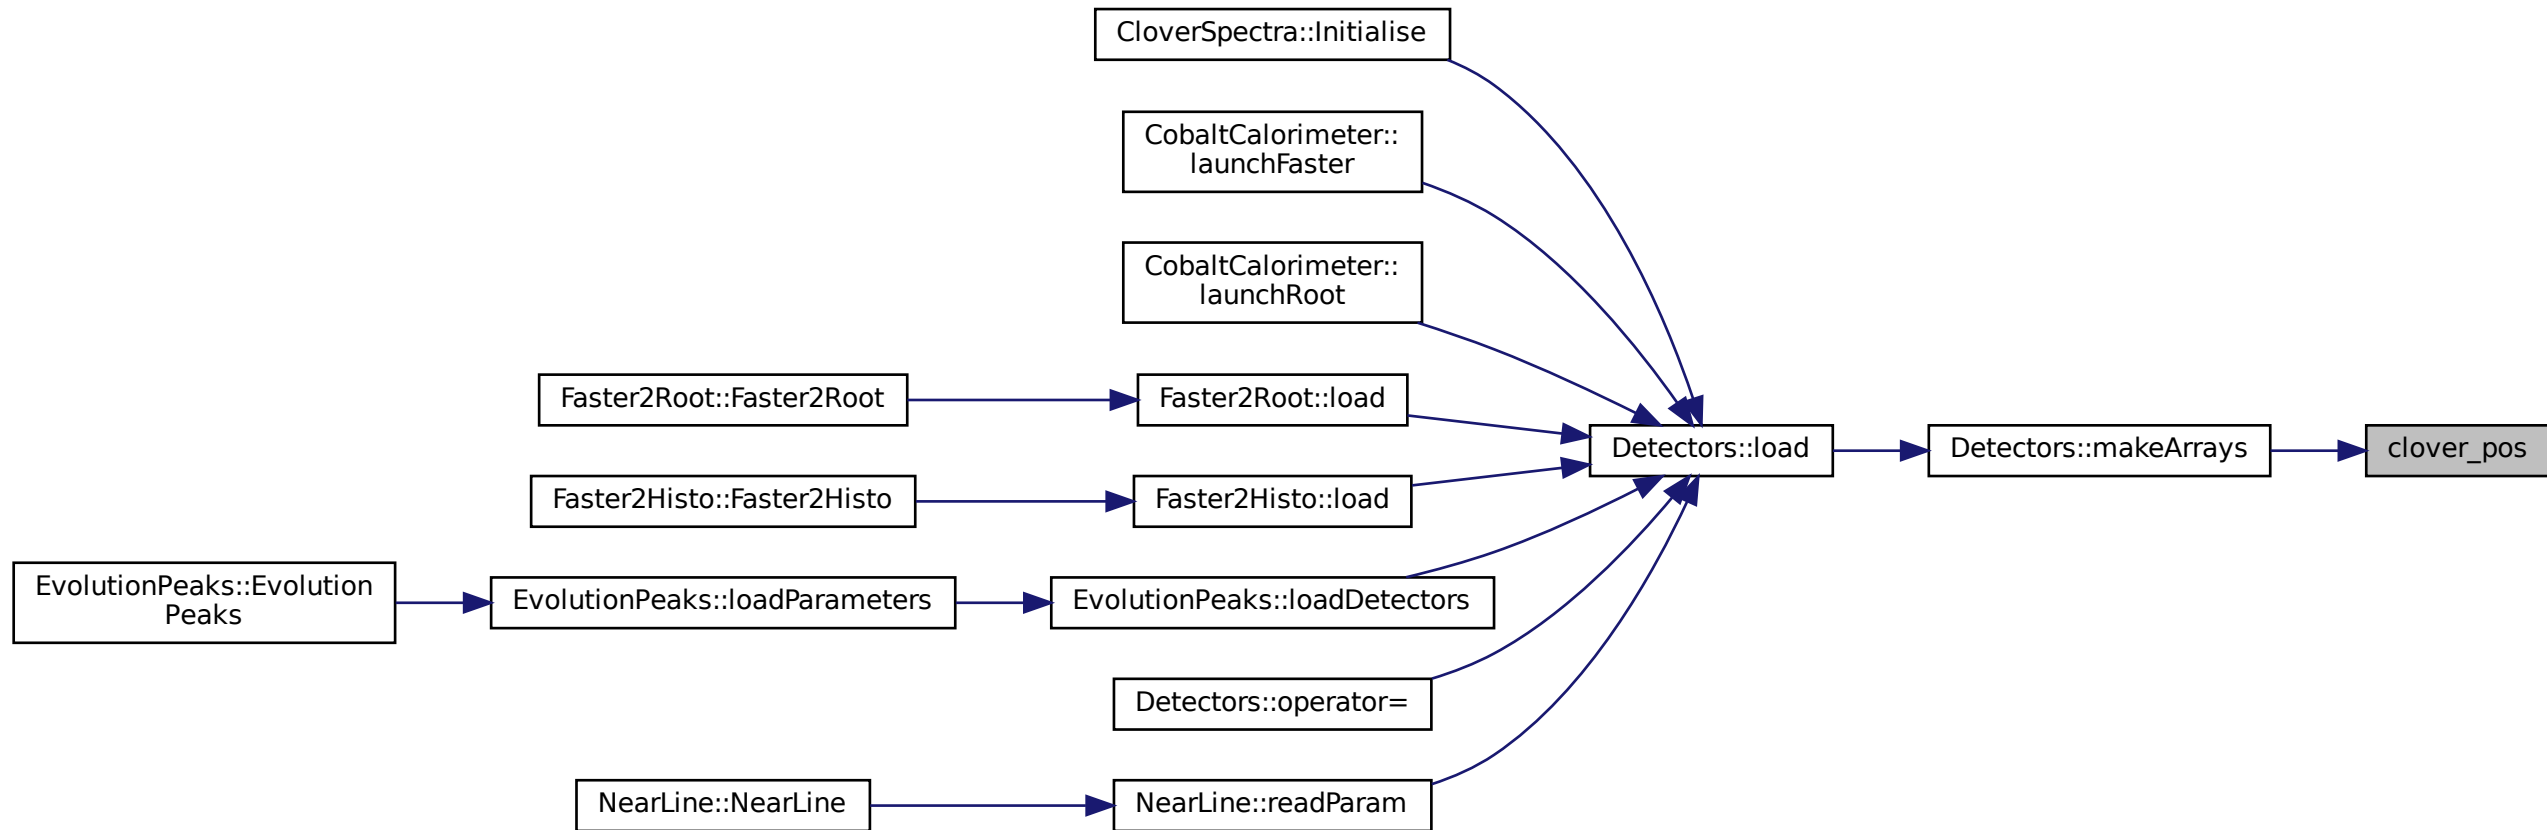 CloverSpectra::Initialise
CobaltCalorimeter::
launchFaster
CobaltCalorimeter::
launchRoot
Faster2Root::Faster2Root
Faster2Root::load
Detectors::load
Detectors::makeArrays
clover_pos
Faster2Histo::Faster2Histo
Faster2Histo::load
EvolutionPeaks::Evolution
Peaks
EvolutionPeaks::loadParameters
EvolutionPeaks::loadDetectors
Detectors::operator=
NearLine::NearLine
NearLine::readParam